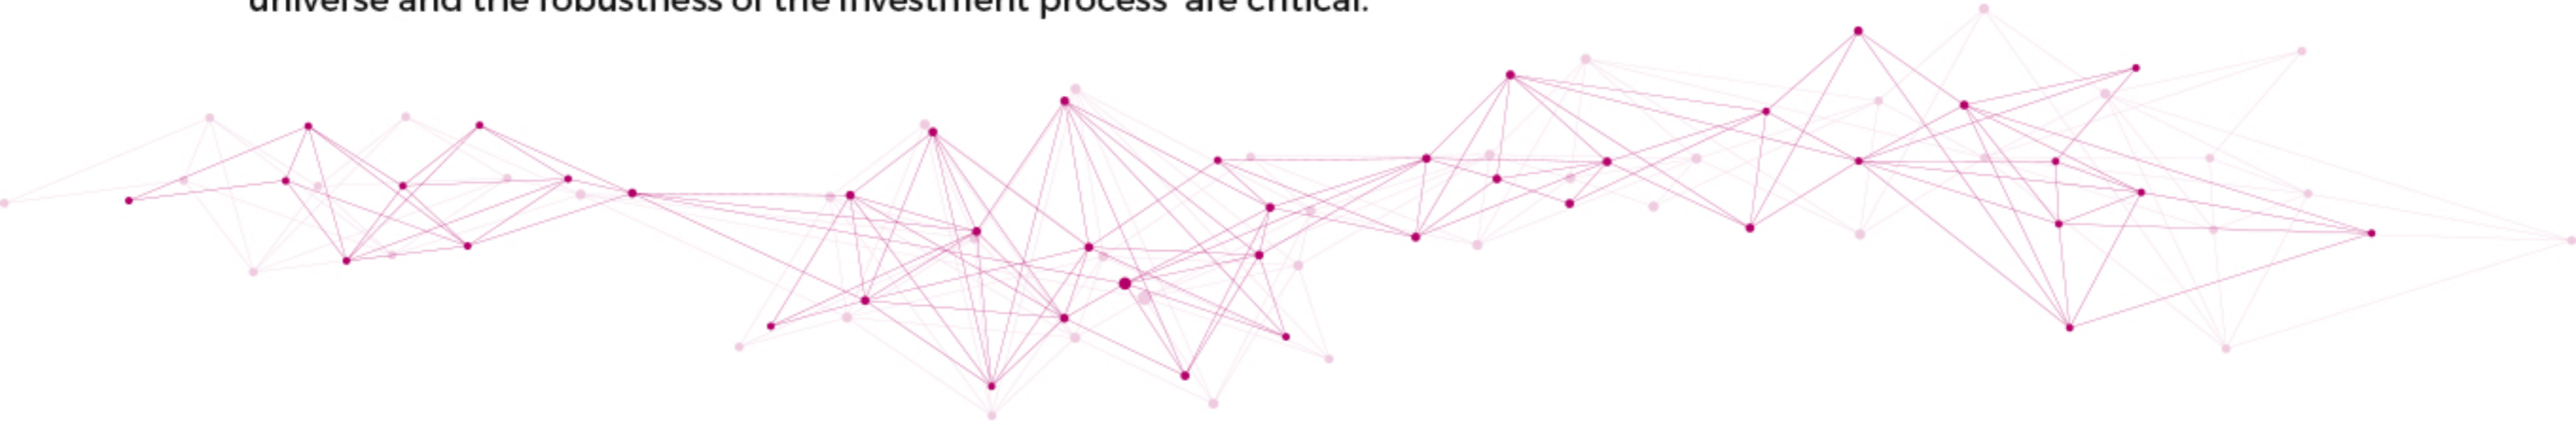 universe and the robustness of the investment process' are critical.